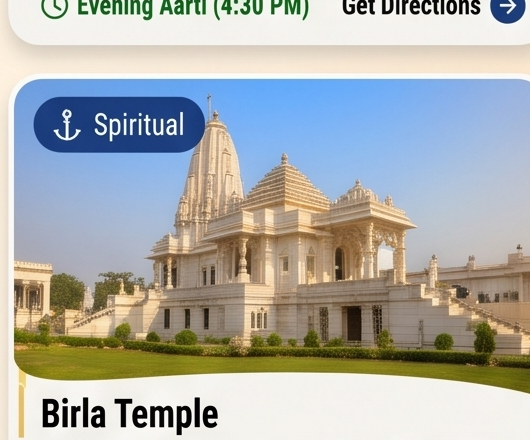 Evening Aarti (4:30 PM)
Get Directions
Spiritual
Birla Temple